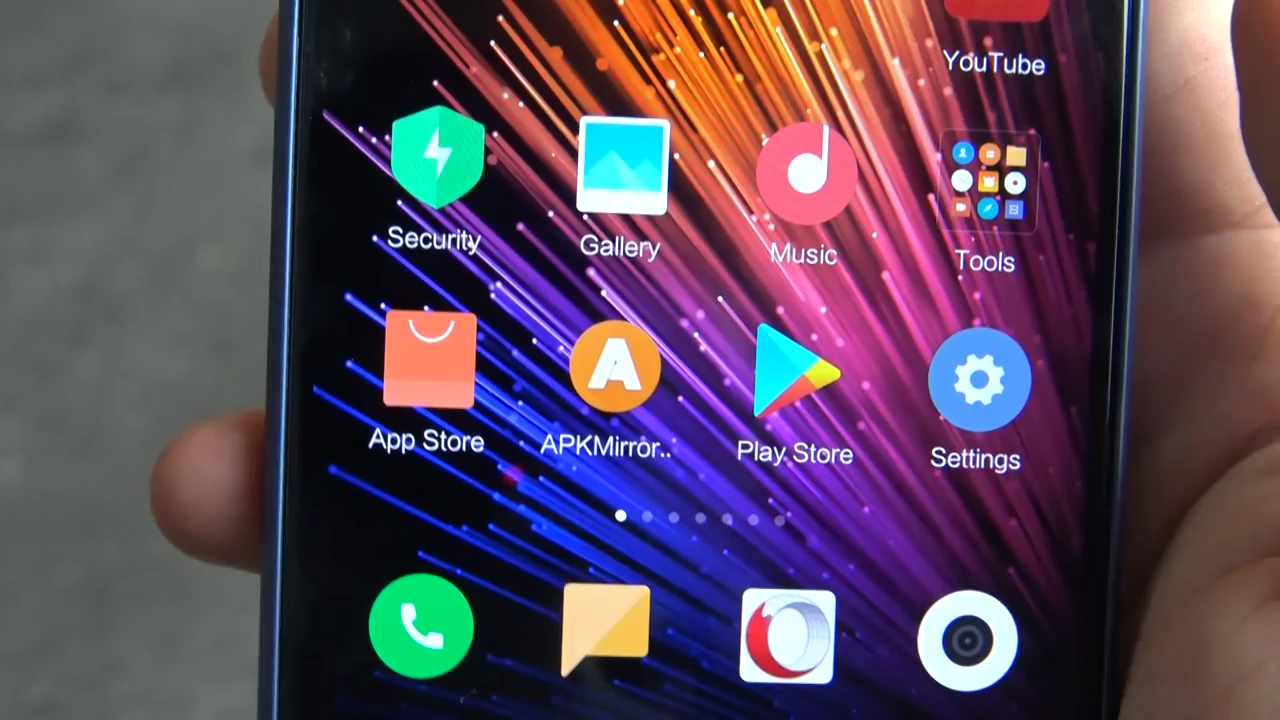 YouTube
Security
Gallery
Music
Tools
App Store
APKMirror..
Play Store
Settings